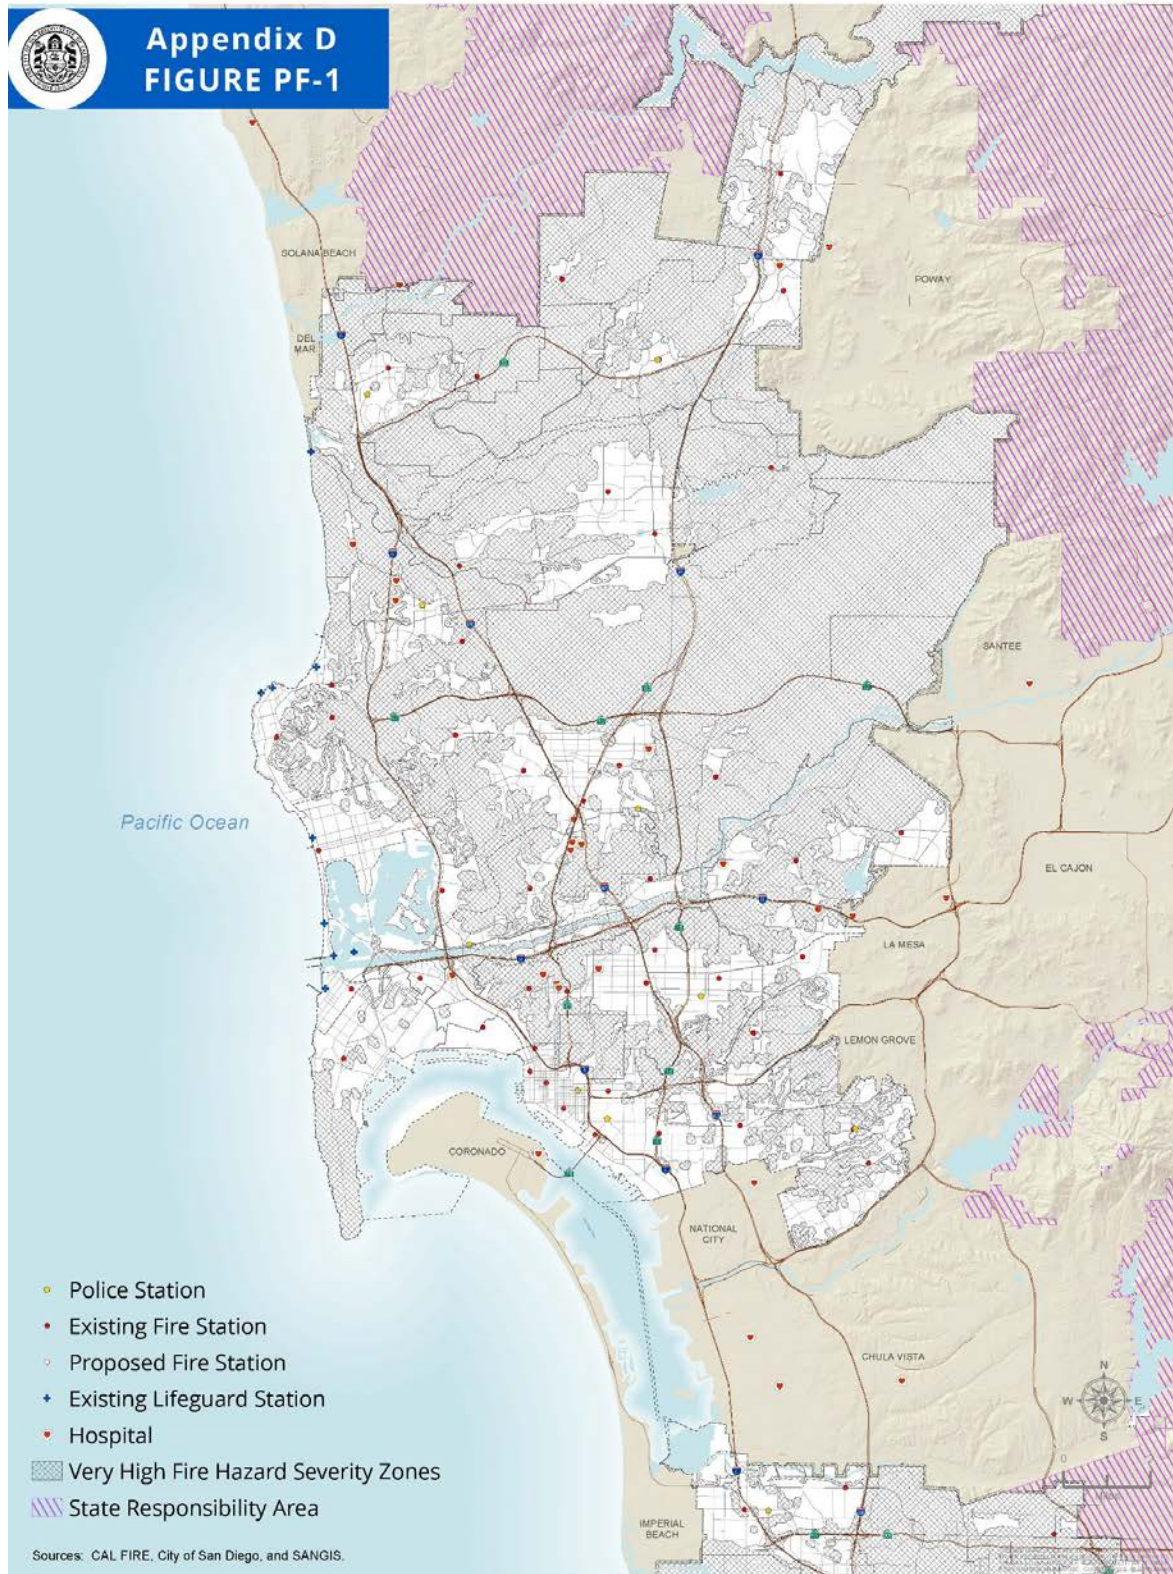 Appendix D
FIGURE PF-1
SOLANA BEACH
POWAY
DEL
MAR
SANTEE
Pacific Ocean
EL CAJON
LA MESA
LEMON GROVE
CORONADO
NATIONAL
CITY
Police Station
Existing Fire Station
Proposed Fire Station
Existing Lifeguard Station
Hospital
Very High Fire Hazard Severity Zones
State Responsibility Area
CHULA VISTA
N
W
E
S
0
IMPERIAL
BEACH
Sources: CAL FIRE, City of San Diego, and SANGIS.